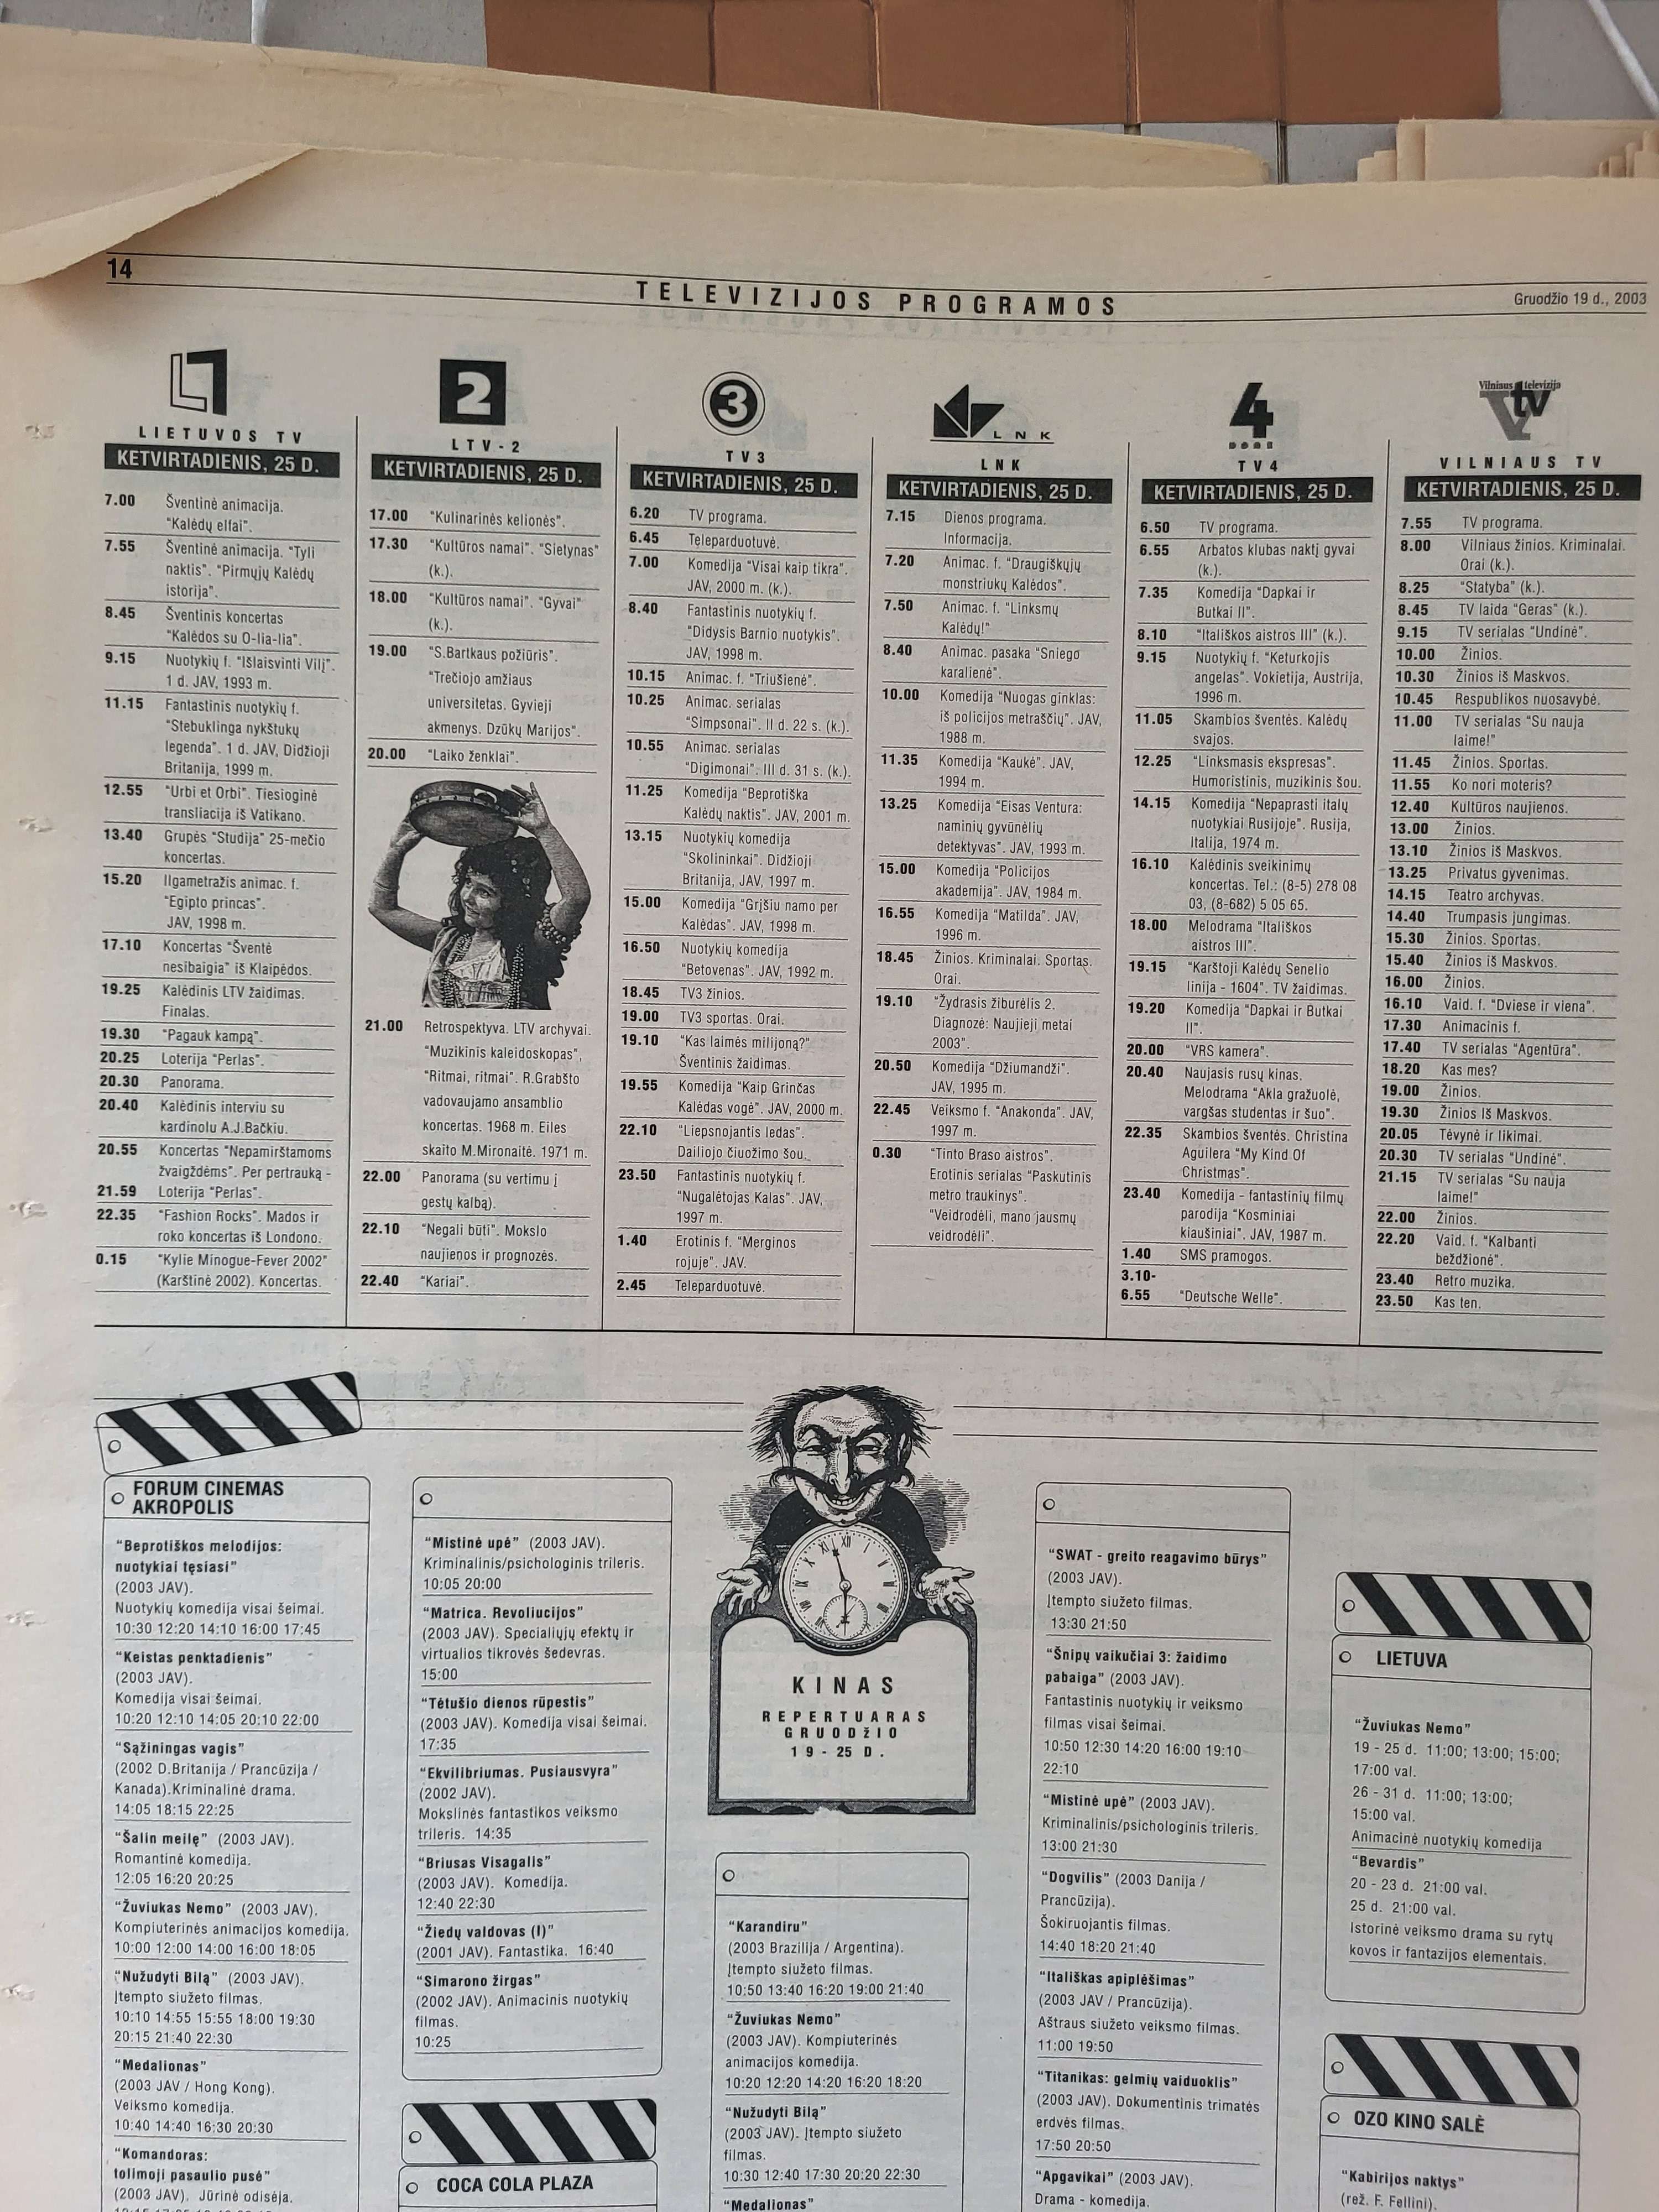 14
TELEVIZIJOS PROGRAMOS
Gruodžio 19 d., 2003
LIETUVOS TV
KETVIRTADIENIS, 25 D.
7.00 Šventinė animacija.
"Kalėdų elfai".
7.55 Šventinė animacija. "Tyli
naktis". "Pirmųjų Kalėdų
istorija".
8.45 Šventinis koncertas
"Kalėdos su O-lia-lia".
9.15 Nuotykių f. "Išlaisvinti Vilį".
1 d. JAV, 1993 m.
11.15 Fantastinis nuotykių f.
"Stebuklinga nykštukų
legenda". 1 d. JAV, Didžioji
Britanija, 1999 m.
12.55 "Urbi et Orbi". Tiesioginė
transliacija iš Vatikano.
13.40 Grupės "Studija" 25-mečio
koncertas.
15.20 Ilgametražis animac. f.
"Egipto princas".
JAV, 1998 m.
17.10 Koncertas "Šventė
nesibaigia" iš Klaipėdos.
19.25 Kalėdinis LTV žaidimas.
Finalas.
19.30 "Pagauk kampą".
20.25 Loterija "Perlas".
20.30 Panorama.
20.40 Kalėdinis interviu su
kardinolu A.J.Bačkiu.
20.55 Koncertas "Nepamirštamoms
žvaigždėms". Per pertrauką -
21.59 Loterija "Perlas".
22.35 "Fashion Rocks". Mados ir
roko koncertas iš Londono.
0.15 "Kylie Minogue-Fever 2002"
(Karštinė 2002). Koncertas.
2
LTV-2
KETVIRTADIENIS, 25 D.
17.00 "Kulinarinės kelionės".
17.30 "Kultūros namai". "Sietynas"
(k.).
18.00 "Kultūros namai". "Gyvai"
(k.).
19.00 "S.Bartkaus požiūris".
"Trečiojo amžiaus
universitetas. Gyvieji
akmenys. Dzūkų Marijos".
20.00 "Laiko ženklai".
21.00 Retrospektyva. LTV archyvai.
"Muzikinis kaleidoskopas",
"Ritmai, ritmai". R.Grabšto
vadovaujamo ansamblio
koncertas. 1968 m. Eiles
skaito M.Mironaitė. 1971 m.
22.00 Panorama (su vertimu į
gestų kalbą).
22.10 "Negali būti". Mokslo
naujienos ir prognozės.
22.40 "Kariai".
3
TV3
KETVIRTADIENIS, 25 D.
6.20 TV programa.
6.45 Teleparduotuvė.
7.00 Komedija "Visai kaip tikra".
JAV, 2000 m. (k.).
8.40 Fantastinis nuotykių f.
"Didysis Barnio nuotykis".
JAV, 1998 m.
10.15 Animac. f. "Triušienė".
10.25 Animac. serialas
"Simpsonai". II d. 22 s. (k.).
10.55 Animac. serialas
"Digimonai". III d. 31 s. (k.).
11.25 Komedija "Beprotiška
Kalėdų naktis". JAV, 2001 m.
13.15 Nuotykių komedija
"Skolininkai". Didžioji
Britanija, JAV, 1997 m.
15.00 Komedija "Grįšiu namo per
Kalėdas". JAV, 1998 m.
16.50 Nuotykių komedija
"Betovenas". JAV, 1992 m.
18.45 TV3 žinios.
19.00 TV3 sportas. Orai.
19.10 "Kas laimės milijoną?"
Šventinis žaidimas.
19.55 Komedija "Kaip Grinčas
Kalėdas vogė". JAV, 2000 m.
22.10 "Liepsnojantis ledas".
Dailiojo čiuožimo šou.
23.50 Fantastinis nuotykių f.
"Nugalėtojas Kalas". JAV,
1997 m.
1.40 Erotinis f. "Merginos
rojuje". JAV.
2.45 Teleparduotuvė.
LNK
LNK
KETVIRTADIENIS, 25 D.
7.15 Dienos programa.
Informacija.
7.20 Animac. f. "Draugiškųjų
monstriukų Kalėdos".
7.50 Animac. f. "Linksmų
Kalėdų!"
8.40 Animac. pasaka "Sniego
karalienė".
10.00 Komedija "Nuogas ginklas:
iš policijos metraščių". JAV,
1988 m.
11.35 Komedija "Kaukė". JAV,
1994 m.
13.25 Komedija "Eisas Ventura:
naminių gyvūnėlių
detektyvas". JAV, 1993 m.
15.00 Komedija "Policijos
akademija". JAV, 1984 m.
16.55 Komedija "Matilda". JAV,
1996 m.
18.45 Žinios. Kriminalai. Sportas.
Orai.
19.10 "Žydrasis žiburėlis 2.
Diagnozė: Naujieji metai
2003".
20.50 Komedija "Džiumandži".
JAV, 1995 m.
22.45 Veiksmo f. "Anakonda". JAV,
1997 m.
0.30 "Tinto Braso aistros".
Erotinis serialas "Paskutinis
metro traukinys".
"Veidrodėli, mano jausmų
veidrodėli".
4
TV4
KETVIRTADIENIS, 25 D.
6.50 TV programa.
6.55 Arbatos klubas naktį gyvai
(k.).
7.35 Komedija "Dapkai ir
Butkai II".
8.10 "Itališkos aistros III" (k.).
9.15 Nuotykių f. "Keturkojis
angelas". Vokietija, Austrija,
1996 m.
11.05 Skambios šventės. Kalėdų
svajos.
12.25 "Linksmasis ekspresas".
Humoristinis, muzikinis šou.
14.15 Komedija "Nepaprasti italų
nuotykiai Rusijoje". Rusija,
Italija, 1974 m.
16.10 Kalėdinis sveikinimų
koncertas. Tel.: (8-5) 278 08
03, (8-682) 5 05 65.
18.00 Melodrama "Itališkos
aistros III".
19.15 "Karštoji Kalėdų Senelio
linija - 1604". TV žaidimas.
19.20 Komedija "Dapkai ir Butkai
II".
20.00 "VRS kamera".
20.40 Naujasis rusų kinas.
Melodrama "Akla gražuolė,
vargšas studentas ir šuo".
22.35 Skambios šventės. Christina
Aguilera "My Kind Of
Christmas".
23.40 Komedija - fantastinių filmų
parodija "Kosminiai
kiaušiniai". JAV, 1987 m.
1.40 SMS pramogos.
3.10-
6.55 "Deutsche Welle".
Vilniaus televizija
Vtv
VILNIAUS TV
KETVIRTADIENIS, 25 D.
7.55 TV programa.
8.00 Vilniaus žinios. Kriminalai.
Orai (k.).
8.25 "Statyba" (k.).
8.45 TV laida "Geras" (k.).
9.15 TV serialas "Undinė".
10.00 Žinios.
10.30 Žinios iš Maskvos.
10.45 Respublikos nuosavybė.
11.00 TV serialas "Su nauja
laime!"
11.45 Žinios. Sportas.
11.55 Ko nori moteris?
12.40 Kultūros naujienos.
13.00 Žinios.
13.10 Žinios iš Maskvos.
13.25 Privatus gyvenimas.
14.15 Teatro archyvas.
14.40 Trumpasis jungimas.
15.30 Žinios. Sportas.
15.40 Žinios iš Maskvos.
16.00 Žinios.
16.10 Vaid. f. "Dviese ir viena".
17.30 Animacinis f.
17.40 TV serialas "Agentūra".
18.20 Kas mes?
19.00 Žinios.
19.30 Žinios iš Maskvos.
20.05 Tėvynė ir likimai.
20.30 TV serialas "Undinė".
21.15 TV serialas "Su nauja
laime!"
22.00 Žinios.
22.20 Vaid. f. "Kalbanti
beždžionė".
23.40 Retro muzika.
23.50 Kas ten.
FORUM CINEMAS
AKROPOLIS
"Beprotiškos melodijos:
nuotykiai tęsiasi"
(2003 JAV).
Nuotykių komedija visai šeimai.
10:30 12:20 14:10 16:00 17:45
"Keistas penktadienis"
(2003 JAV).
Komedija visai šeimai.
10:20 12:10 14:05 20:10 22:00
"Sąžiningas vagis"
(2002 D.Britanija / Prancūzija /
Kanada).Kriminalinė drama.
14:05 18:15 22:25
"Šalin meilę" (2003 JAV).
Romantinė komedija.
12:05 16:20 20:25
"Žuviukas Nemo" (2003 JAV).
Kompiuterinės animacijos komedija.
10:00 12:00 14:00 16:00 18:05
"Nužudyti Bilą" (2003 JAV).
Įtempto siužeto filmas.
10:10 14:55 15:55 18:00 19:30
20:15 21:40 22:30
"Medalionas"
(2003 JAV / Hong Kong).
Veiksmo komedija.
10:40 14:40 16:30 20:30
"Komandoras:
tolimoji pasaulio pusė"
(2003 JAV). Jūrinė odisėja.
"Mistinė upė" (2003 JAV).
Kriminalinis/psichologinis trileris.
10:05 20:00
"Matrica. Revoliucijos"
(2003 JAV). Specialiųjų efektų ir
virtualios tikrovės šedevras.
15:00
"Tėtušio dienos rūpestis"
(2003 JAV). Komedija visai šeimai.
17:35
"Ekvilibriumas. Pusiausvyra"
(2002 JAV).
Mokslinės fantastikos veiksmo
trileris. 14:35
"Briusas Visagalis"
(2003 JAV). Komedija.
12:40 22:30
"Žiedų valdovas (I)"
(2001 JAV). Fantastika. 16:40
"Simarono žirgas"
(2002 JAV). Animacinis nuotykių
filmas.
10:25
COCA COLA PLAZA
KINAS
REPERTUARAS
GRUODžIO
19-25 D.
"Karandiru"
(2003 Brazilija / Argentina).
Įtempto siužeto filmas.
10:50 13:40 16:20 19:00 21:40
"Žuviukas Nemo"
(2003 JAV). Kompiuterinės
animacijos komedija.
10:20 12:20 14:20 16:20 18:20
"Nužudyti Bilą"
(2003 JAV). Įtempto siužeto
filmas.
10:30 12:40 17:30 20:20 22:30
"Medalionas"
"SWAT - greito reagavimo būrys"
(2003 JAV).
Įtempto siužeto filmas.
13:30 21:50
"Šnipų vaikučiai 3: žaidimo
pabaiga" (2003 JAV).
Fantastinis nuotykių ir veiksmo
filmas visai šeimai.
10:50 12:30 14:20 16:00 19:10
22:10
"Mistinė upė" (2003 JAV).
Kriminalinis/psichologinis trileris.
13:00 21:30
"Dogvilis" (2003 Danija /
Prancūzija).
Šokiruojantis filmas.
14:40 18:20 21:40
"Itališkas apiplėšimas"
(2003 JAV / Prancūzija).
Aštraus siužeto veiksmo filmas.
11:00 19:50
"Titanikas: gelmių vaiduoklis"
(2003 JAV). Dokumentinis trimatės
erdvės filmas.
17:50 20:50
"Apgavikai" (2003 JAV).
Drama - komedija.
LIETUVA
"Žuviukas Nemo"
19 - 25 d. 11:00; 13:00; 15:00;
17:00 val.
26 - 31 d. 11:00; 13:00;
15:00 val.
Animacinė nuotykių komedija
"Bevardis"
20 - 23 d. 21:00 val.
25 d. 21:00 val.
Istorinė veiksmo drama su rytų
kovos ir fantazijos elementais.
OZO KINO SALĖ
"Kabirijos naktys"
(rež. F. Fellini).